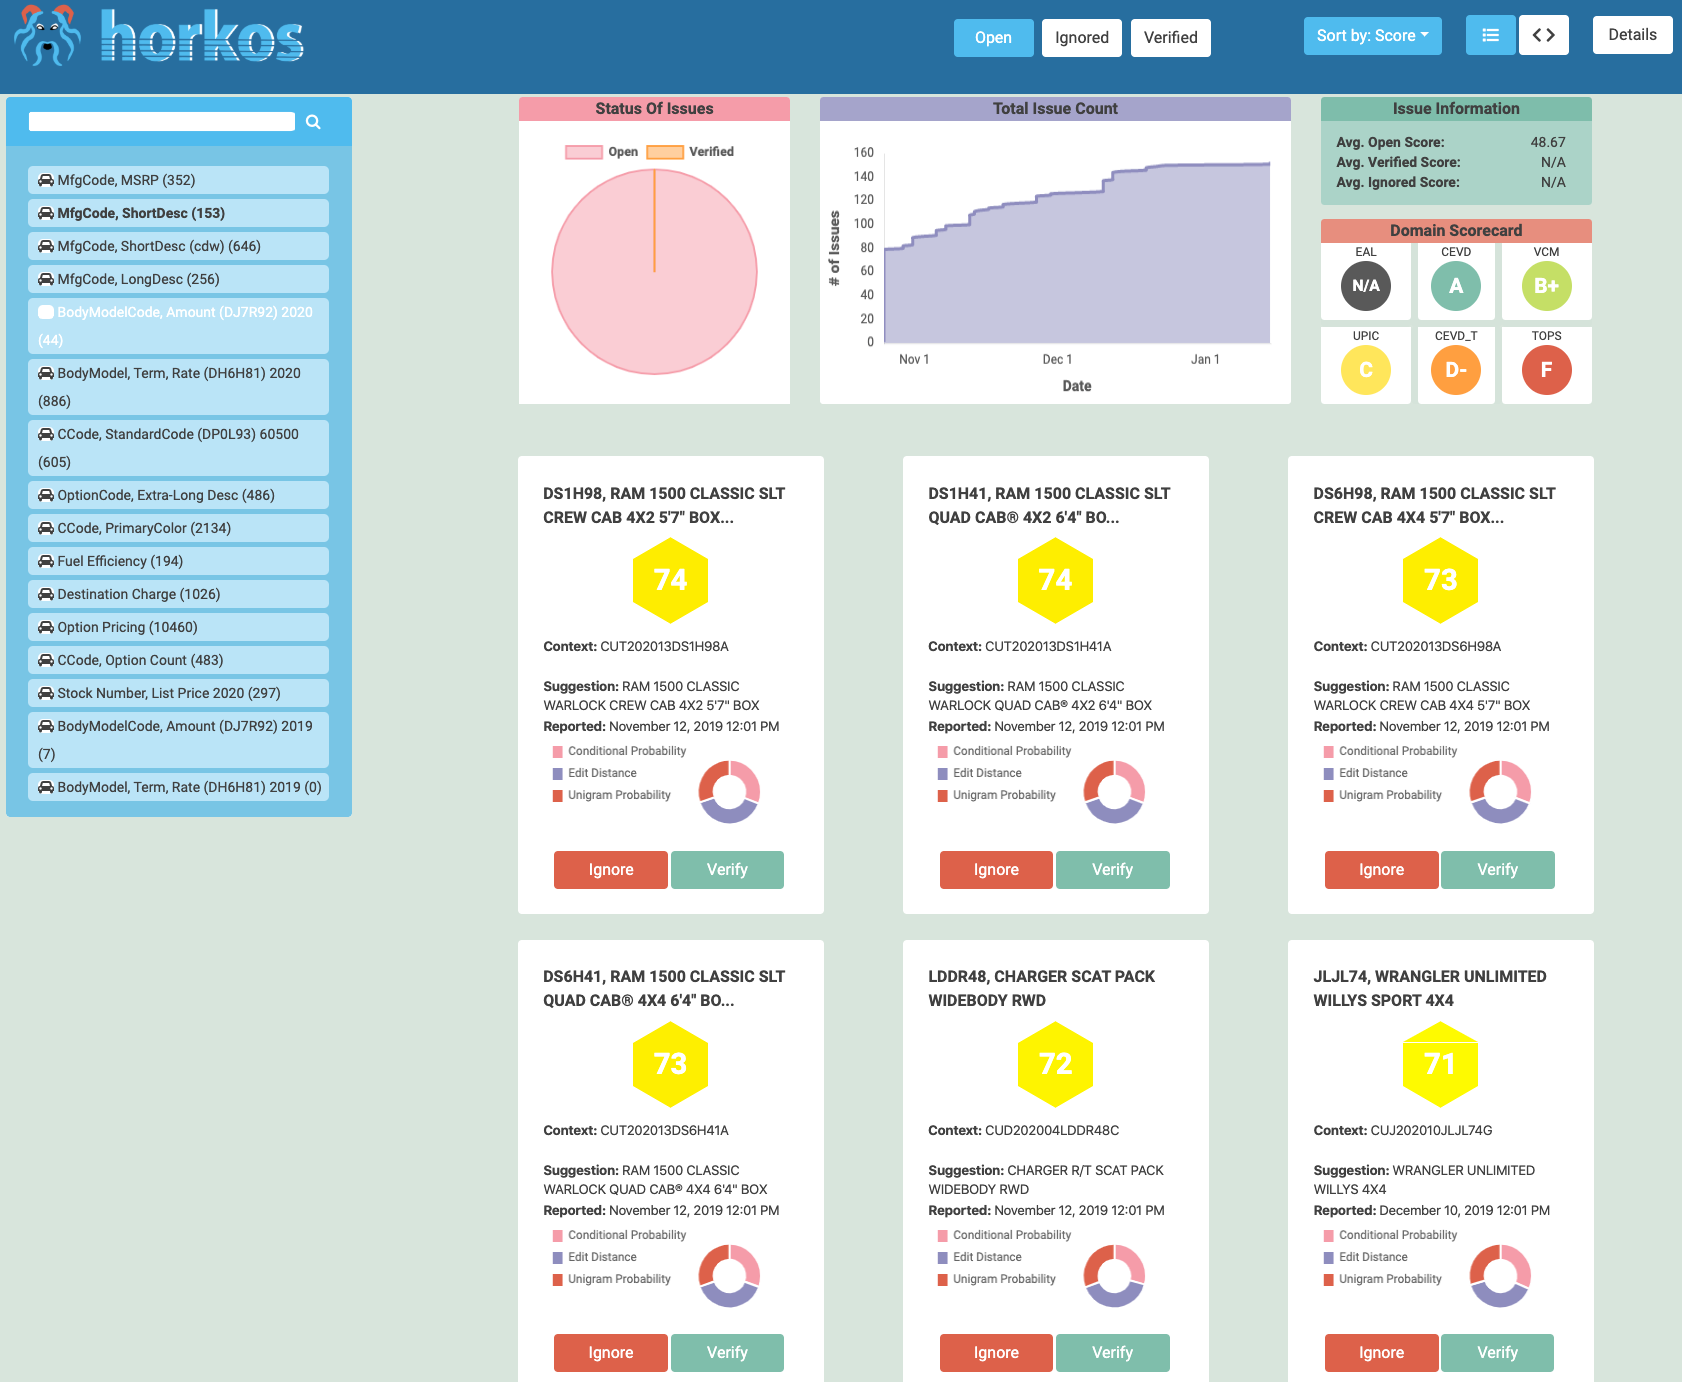 horkos
Open
Ignored
Verified
Sort by: Score
Details
MfgCode, MSRP (352)
MfgCode, ShortDesc (153)
MfgCode, ShortDesc (cdw) (646)
MfgCode, LongDesc (256)
BodyModelCode, Amount (DJ7R92) 2020
(44)
BodyModel, Term, Rate (DH6H81) 2020
(886)
CCode, StandardCode (DP0L93) 60500
(605)
OptionCode, Extra-Long Desc (486)
CCode, PrimaryColor (2134)
Fuel Efficiency (194)
Destination Charge (1026)
Option Pricing (10460)
CCode, Option Count (483)
Stock Number, List Price 2020 (297)
BodyModelCode, Amount (DJ7R92) 2019
(7)
BodyModel, Term, Rate (DH6H81) 2019 (0)
Status Of Issues
Open
Verified
Total Issue Count
160
140
120
100
80
60
40
20
0
# of Issues
Nov 1
Dec 1
Jan 1
Date
Issue Information
Avg. Open Score: 48.67
Avg. Verified Score: N/A
Avg. Ignored Score: N/A
Domain Scorecard
EAL
CEVD
VCM
N/A
A
B+
UPIC
CEVD_T
TOPS
C
D-
F
DS1H98, RAM 1500 CLASSIC SLT
CREW CAB 4X2 5'7" BOX...
74
Context: CUT202013DS1H98A
Suggestion: RAM 1500 CLASSIC
WARLOCK CREW CAB 4X2 5'7" BOX
Reported: November 12, 2019 12:01 PM
Conditional Probability
Edit Distance
Unigram Probability
Ignore
Verify
DS1H41, RAM 1500 CLASSIC SLT
QUAD CAB® 4X2 6'4" BO...
74
Context: CUT202013DS1H41A
Suggestion: RAM 1500 CLASSIC
WARLOCK QUAD CAB® 4X2 6'4" BOX
Reported: November 12, 2019 12:01 PM
Conditional Probability
Edit Distance
Unigram Probability
Ignore
Verify
DS6H98, RAM 1500 CLASSIC SLT
CREW CAB 4X4 5'7" BOX...
73
Context: CUT202013DS6H98A
Suggestion: RAM 1500 CLASSIC
WARLOCK CREW CAB 4X4 5'7" BOX
Reported: November 12, 2019 12:01 PM
Conditional Probability
Edit Distance
Unigram Probability
Ignore
Verify
DS6H41, RAM 1500 CLASSIC SLT
QUAD CAB® 4X4 6'4" BO...
73
Context: CUT202013DS6H41A
Suggestion: RAM 1500 CLASSIC
WARLOCK QUAD CAB® 4X4 6'4" BOX
Reported: November 12, 2019 12:01 PM
Conditional Probability
Edit Distance
Unigram Probability
Ignore
Verify
LDDR48, CHARGER SCAT PACK
WIDEBODY RWD
72
Context: CUD202004LDDR48C
Suggestion: CHARGER R/T SCAT PACK
WIDEBODY RWD
Reported: November 12, 2019 12:01 PM
Conditional Probability
Edit Distance
Unigram Probability
Ignore
Verify
JLJL74, WRANGLER UNLIMITED
WILLYS SPORT 4X4
71
Context: CUJ202010JLJL74G
Suggestion: WRANGLER UNLIMITED
WILLYS 4X4
Reported: December 10, 2019 12:01 PM
Conditional Probability
Edit Distance
Unigram Probability
Ignore
Verify